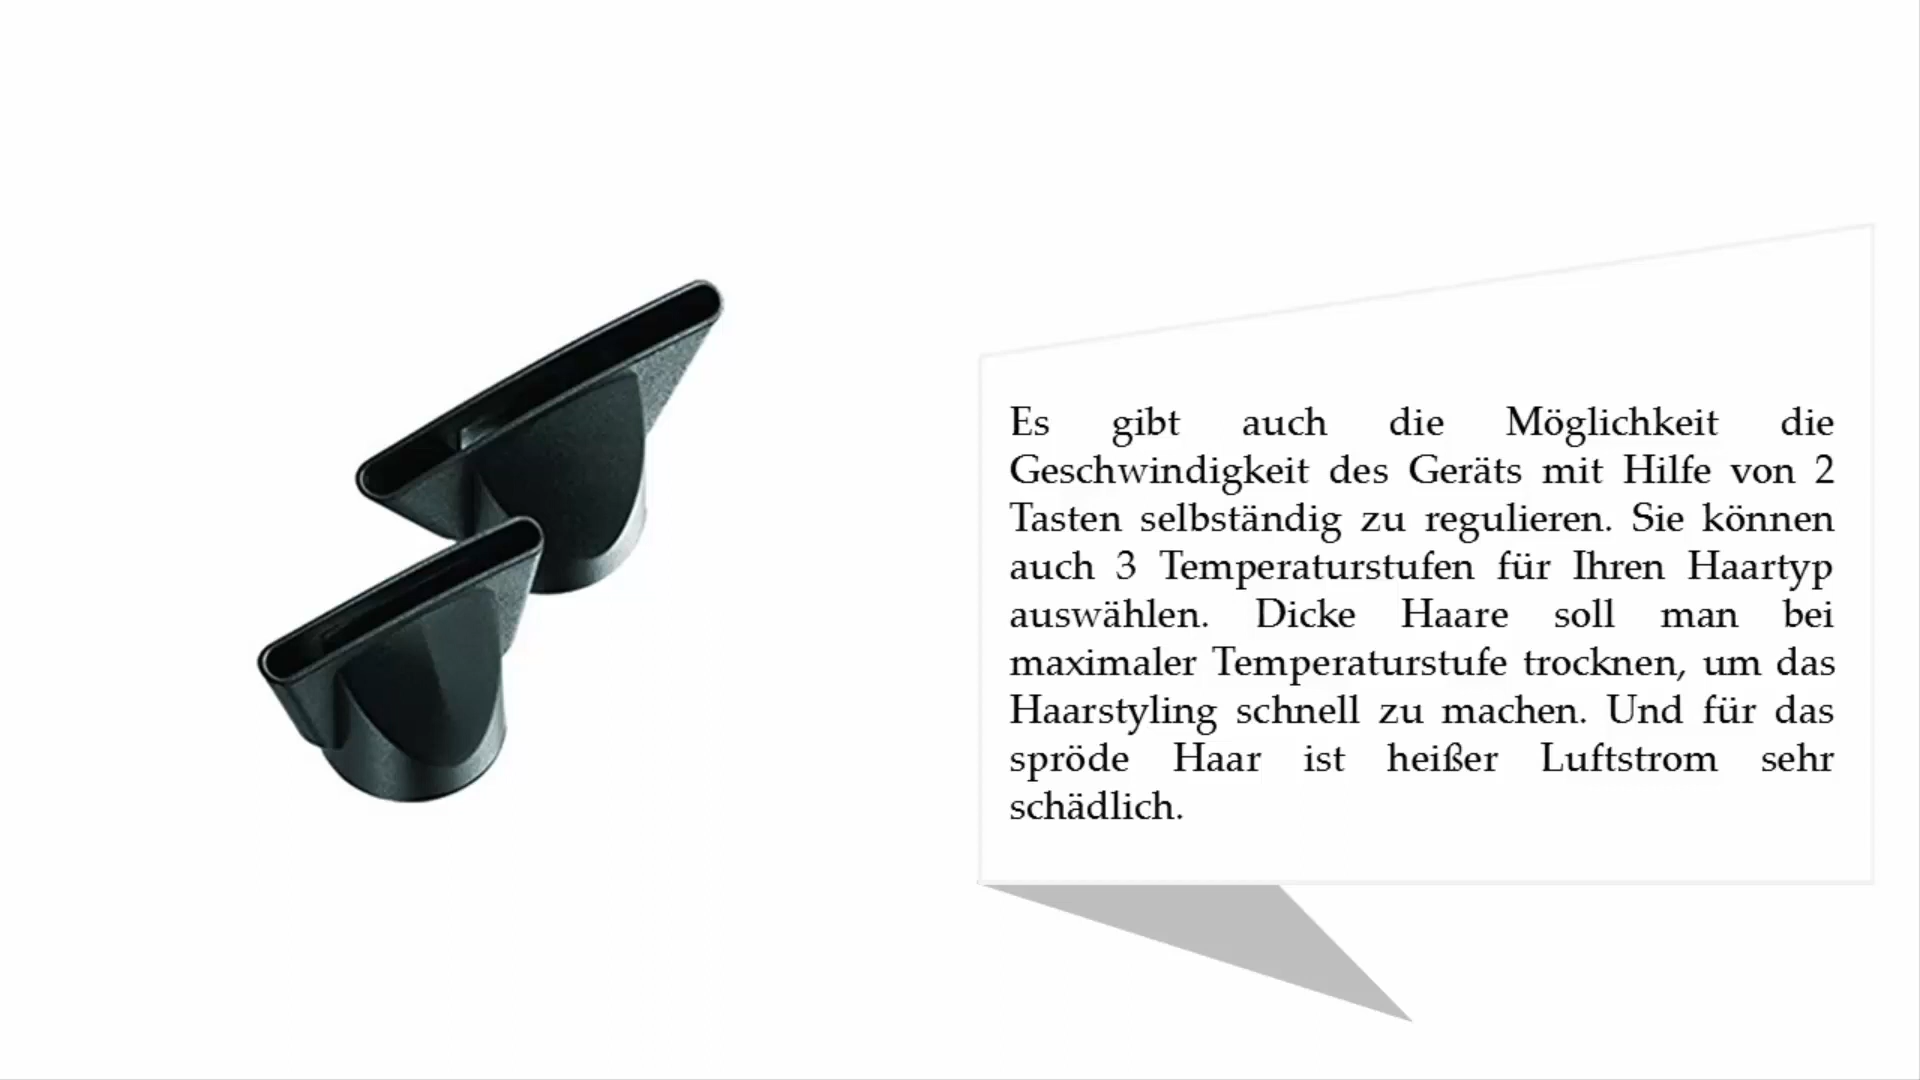 Es gibt auch die Möglichkeit die
Geschwindigkeit des Geräts mit Hilfe von 2
Tasten selbständig zu regulieren. Sie können
auch 3 Temperaturstufen für Ihren Haartyp
auswählen. Dicke Haare soll man bei
maximaler Temperaturstufe trocknen, um das
Haarstyling schnell zu machen. Und für das
spröde Haar ist heißer Luftstrom sehr
schädlich.